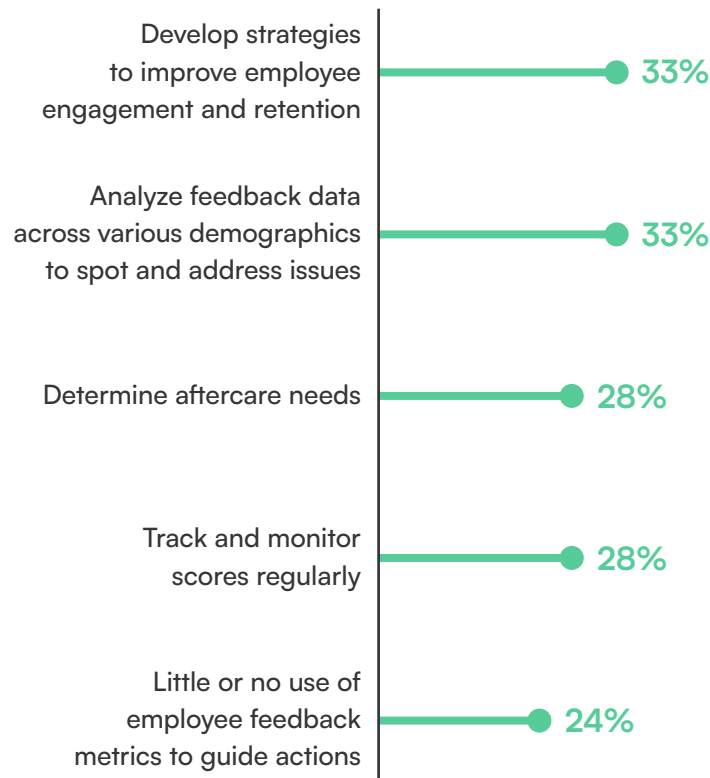 Develop strategies
to improve employee
engagement and retention
33%
Analyze feedback data
across various demographics
to spot and address issues
33%
Determine aftercare needs
28%
Track and monitor
scores regularly
28%
Little or no use of
employee feedback
metrics to guide actions
24%